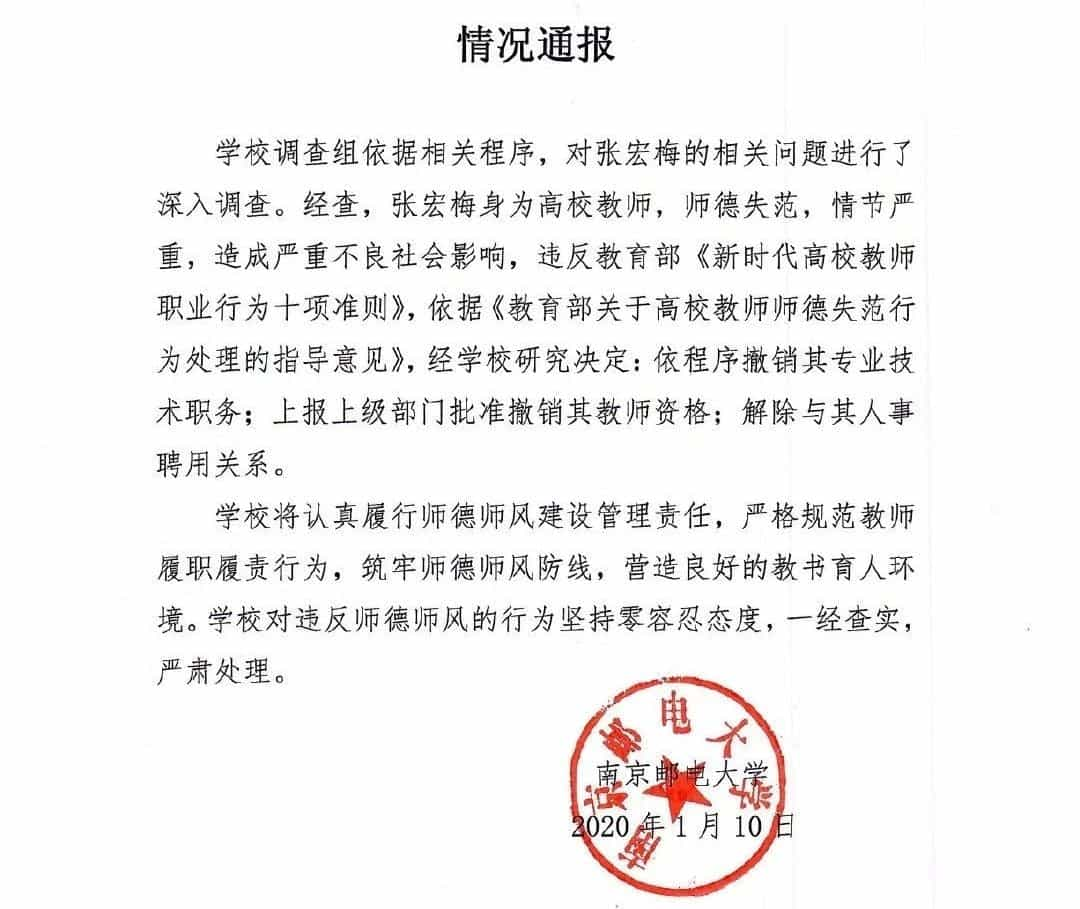 情况通报
学校调查组依据相关程序，对张宏梅的相关问题进行了
深入调查。经查，张宏梅身为高校教师，师德失范，情节严
重，造成严重不良社会影响，违反教育部《新时代高校教师
职业行为十项准则》，依据《教育部关于高校教师师德失范行
为处理的指导意见》，经学校研究决定：依程序撤销其专业技
术职务；上报上级部门批准撤销其教师资格；解除与其人事
聘用关系。
学校将认真履行师德师风建设管理责任，严格规范教师
履职履责行为，筑牢师德师风防线，营造良好的教书育人环
境。学校对违反师德师风的行为坚持零容忍态度，一经查实，
严肃处理。
南京邮电大学
南京邮电大学
2020 年 1 月 10 日